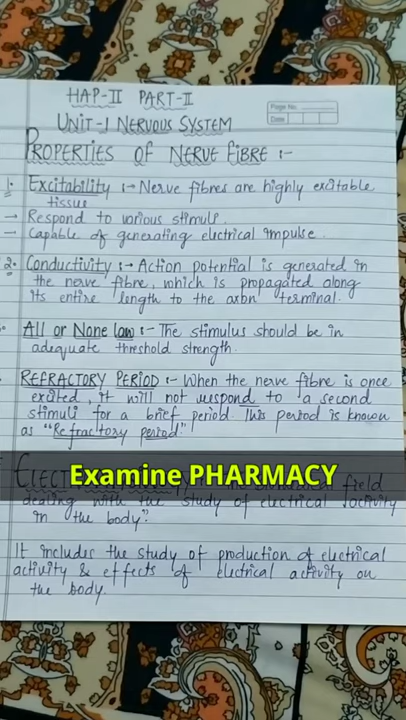 HAP-II PART-II
Page No.
Date
UNIT-I NERVOUS SYSTEM
PROPERTIES OF NERVE FIBRE :-
1. Excitability :→ Nerve fibres are highly excitable
tissue
→ Respond to various stimuli.
→ Capable of generating electrical impulse.
2. Conductivity :→ Action potential is generated in
the nerve fibre, which is propagated along
its entire length to the axon terminal.
All or None law :- The stimulus should be in
adequate threshold strength.
REFRACTORY PERIOD :- When the nerve fibre is once
excited, it will not respond to a second
stimuli for a brief period. This period is known
as "Refractory period"
Examine PHARMACY
field
dealing with the study of electrical activity
in the body".
It includes the study of production of electrical
activity & effects of electrical activity on
the body.